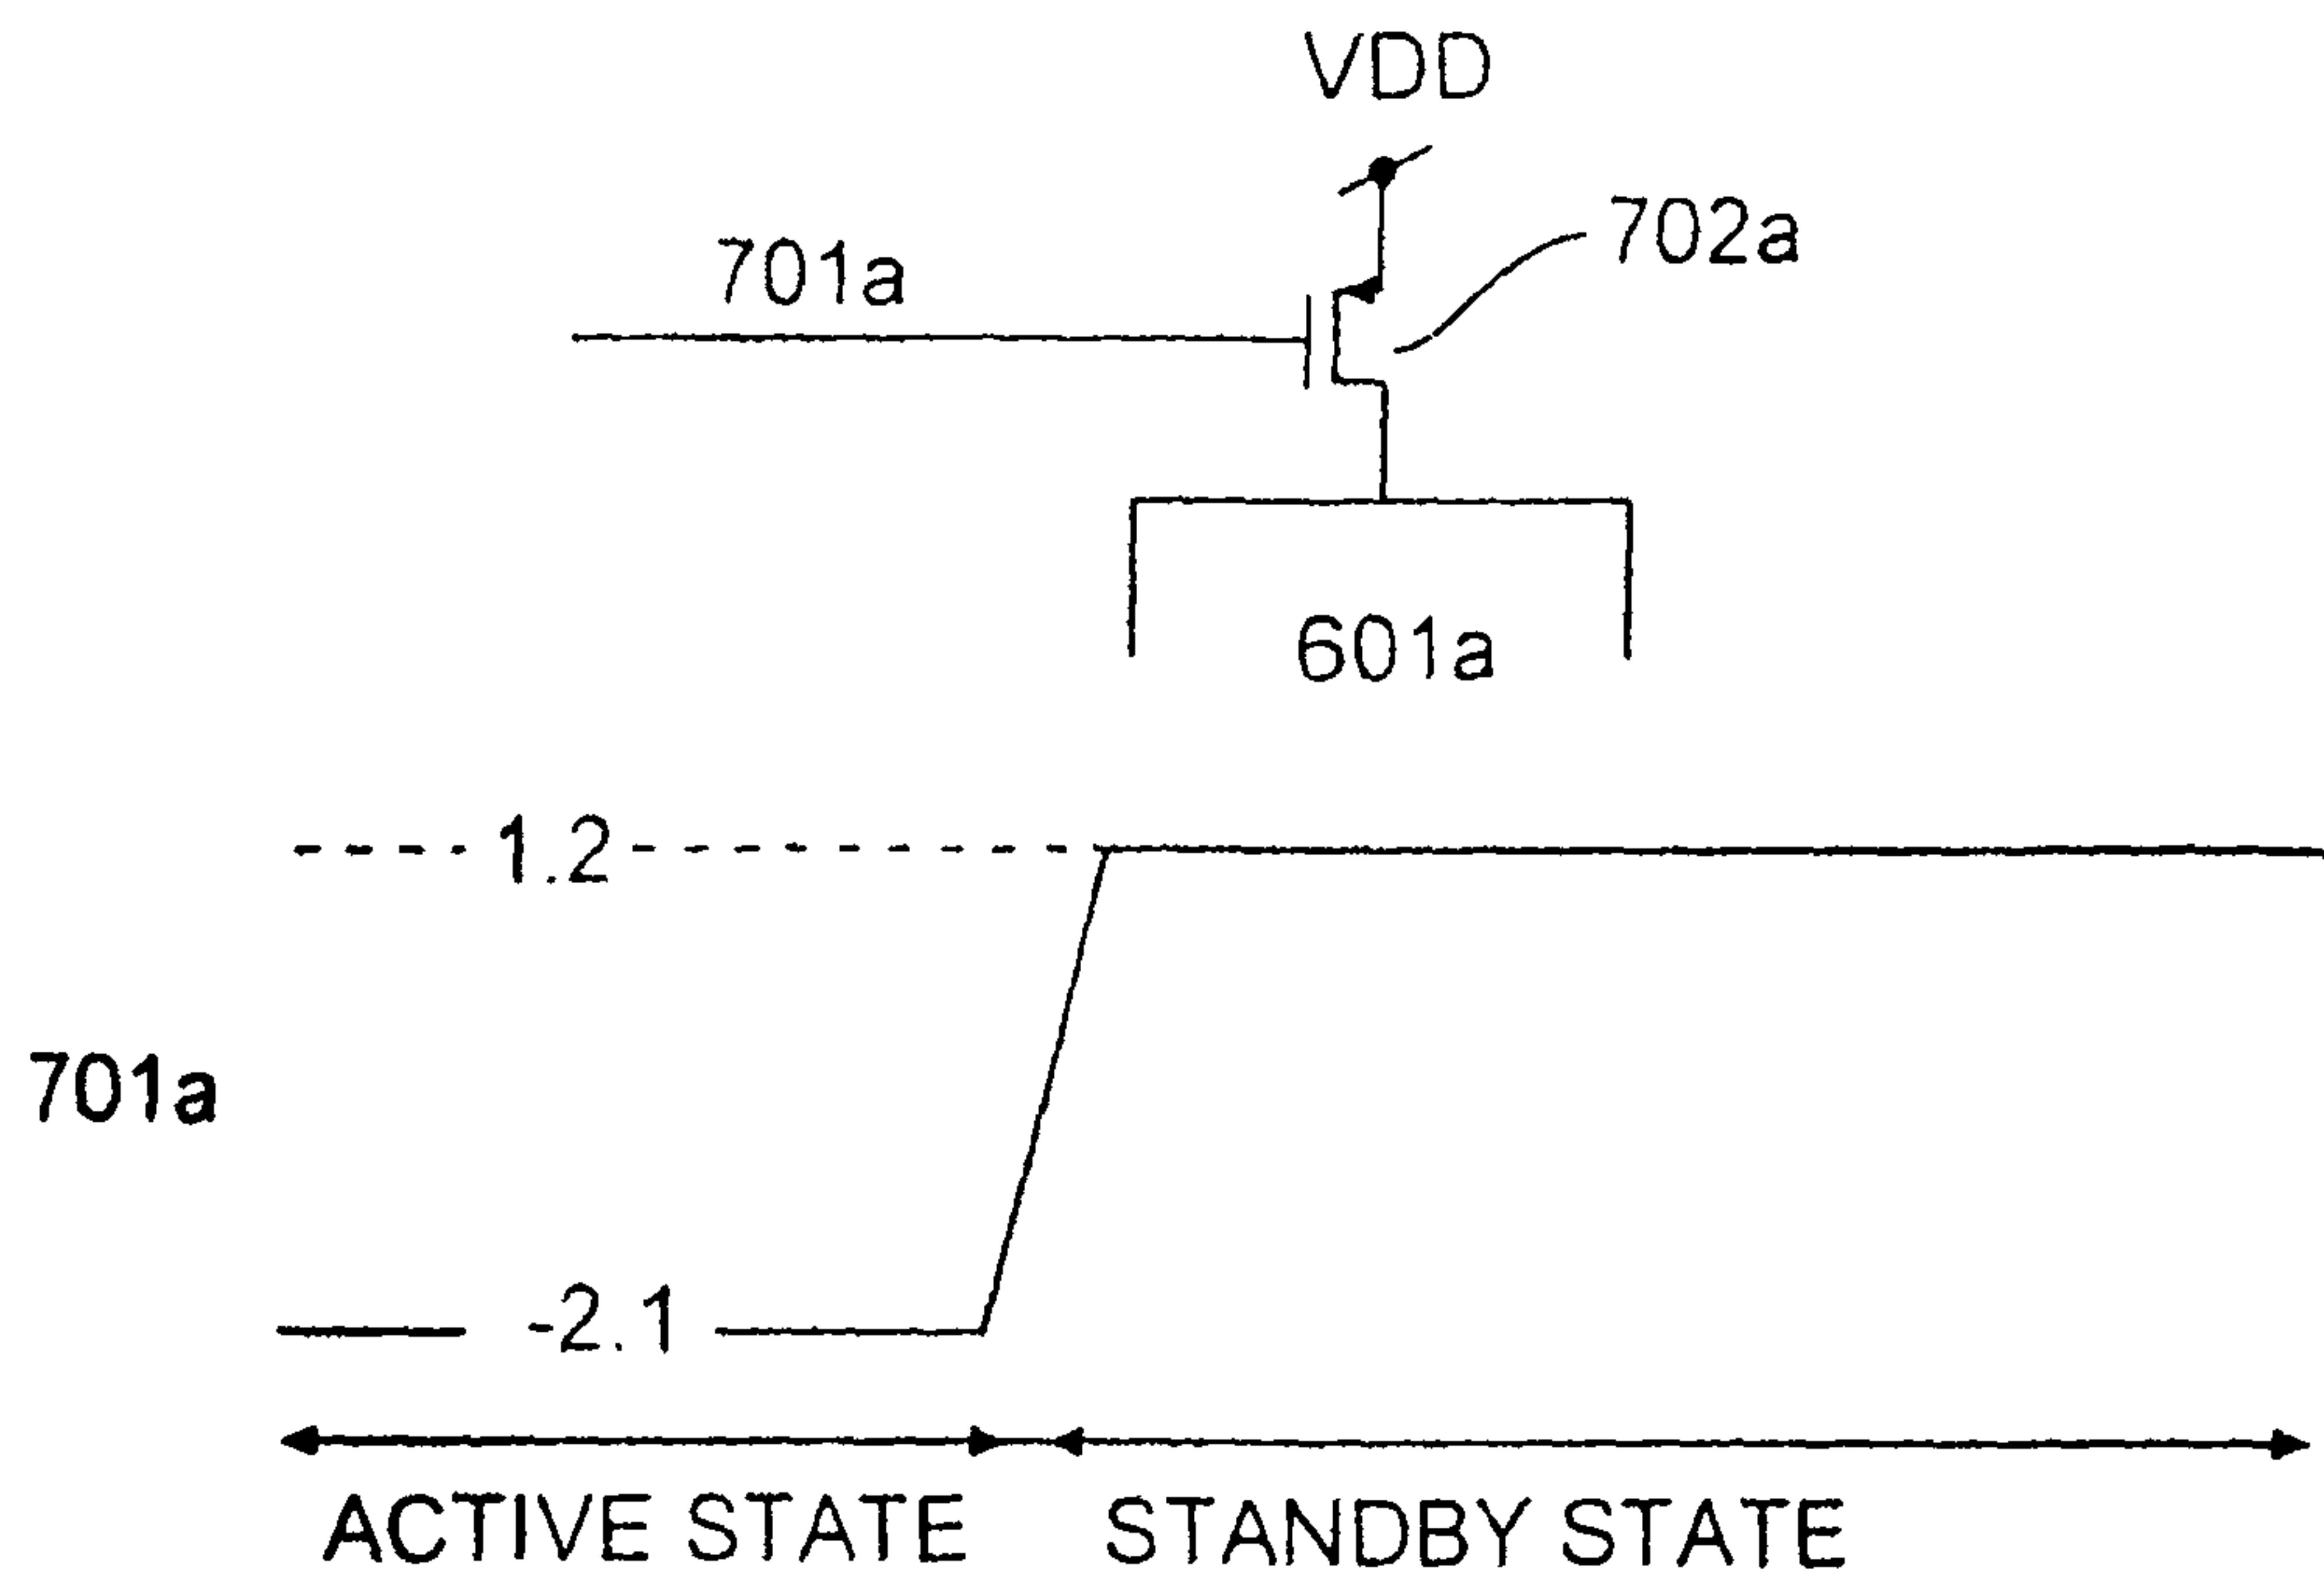 VDD
702a
701a
601a
1.2
701a
-2.1
ACTIVE STATE STANDBY STATE